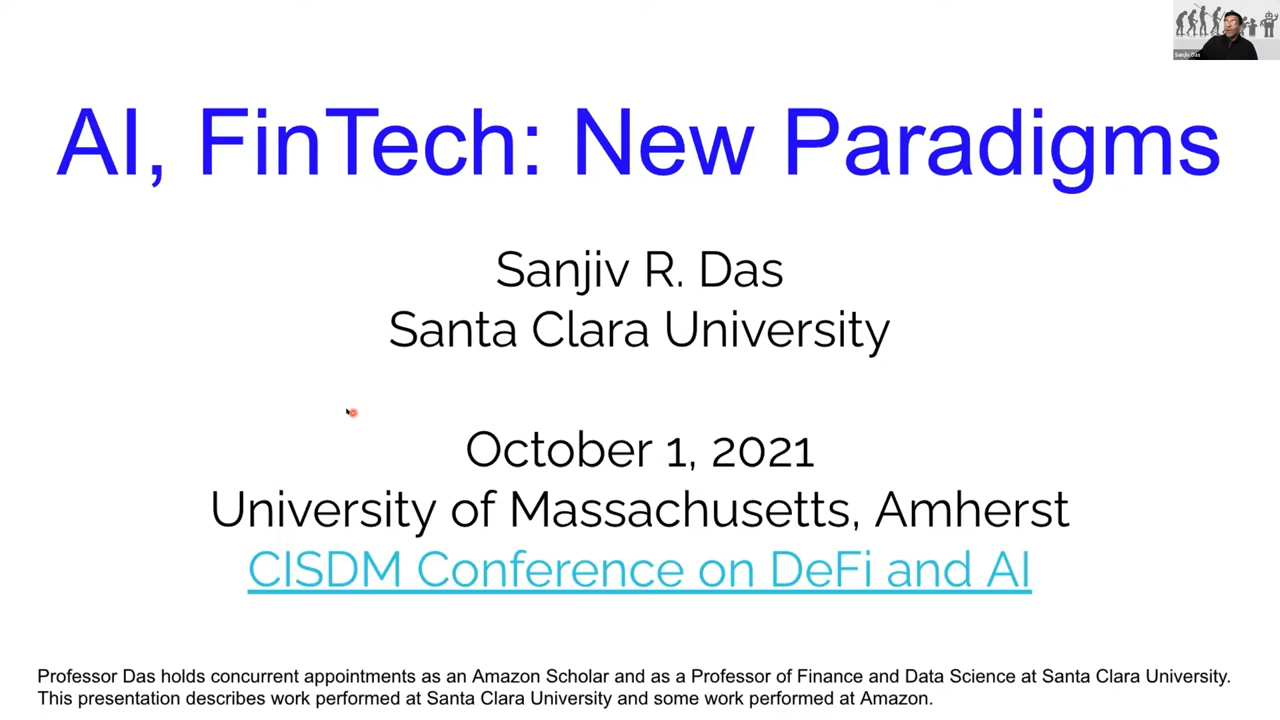 Sanjiv Das
AI, FinTech: New Paradigms
Sanjiv R. Das
Santa Clara University
October 1, 2021
University of Massachusetts, Amherst
CISDM Conference on DeFi and AI
Professor Das holds concurrent appointments as an Amazon Scholar and as a Professor of Finance and Data Science at Santa Clara University.
This presentation describes work performed at Santa Clara University and some work performed at Amazon.